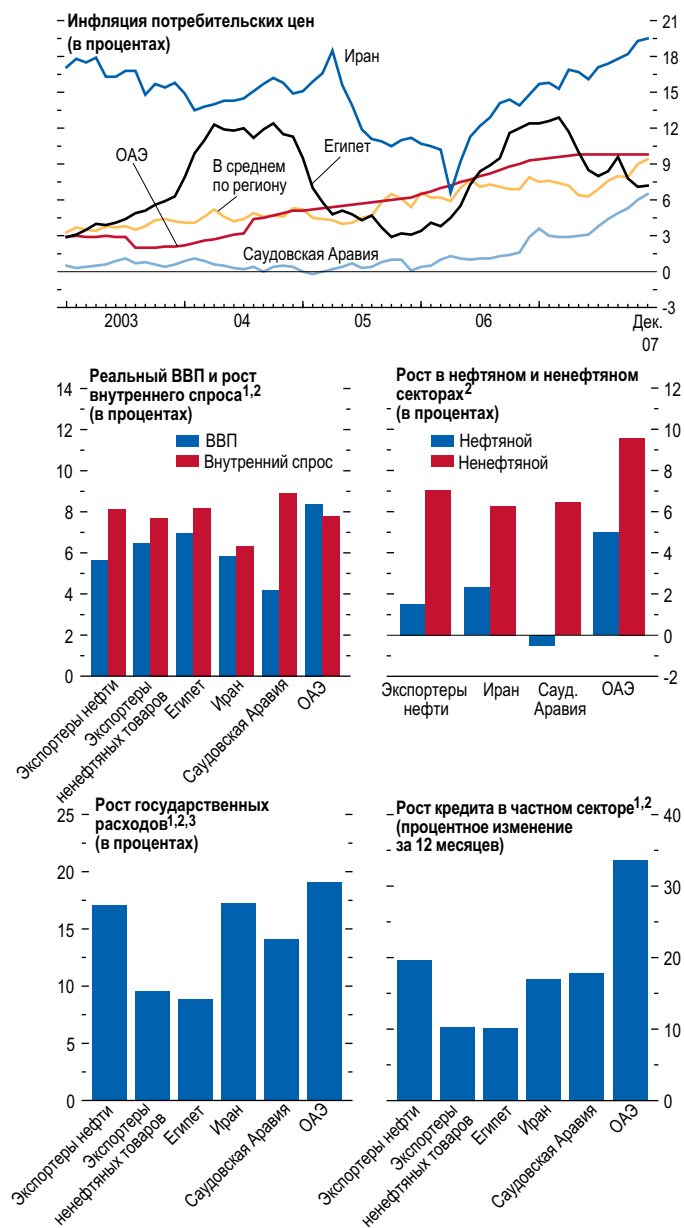 Инфляция потребительских цен
(в процентах)
Иран
ОАЭ
В среднем
по региону
Египет
Саудовская Аравия
21
18
15
12
9
6
3
0
-3
2003
04
05
06
Дек.
07
Реальный ВВП и рост
внутреннего спроса1,2
(в процентах)
ВВП
Внутренний спрос
14
12
10
8
6
4
2
0
Экспортеры нефти
Экспортеры
ненефтяных товаров
Египет
Иран
Саудовская Аравия
ОАЭ
Рост в нефтяном и ненефтяном
секторах2
(в процентах)
Нефтяной
Ненефтяной
12
10
8
6
4
2
0
-2
Экспортеры
нефти
Иран
Сауд.
Аравия
ОАЭ
Рост государственных
расходов1,2,3
(в процентах)
25
20
15
10
5
0
Экспортеры нефти
Экспортеры
ненефтяных товаров
Египет
Иран
Саудовская Аравия
ОАЭ
Рост кредита в частном секторе1,2
(процентное изменение
за 12 месяцев)
40
30
20
10
0
Экспортеры нефти
Экспортеры
ненефтяных товаров
Египет
Иран
Саудовская Аравия
ОАЭ